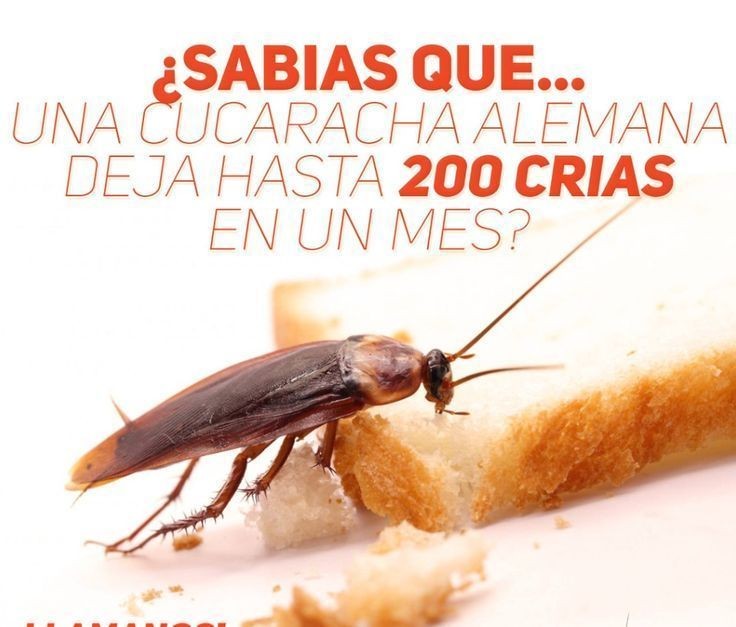 ¿SABIAS QUE...
UNA CUCARACHA ALEMANA
DEJA HASTA 200 CRIAS
EN UN MES?